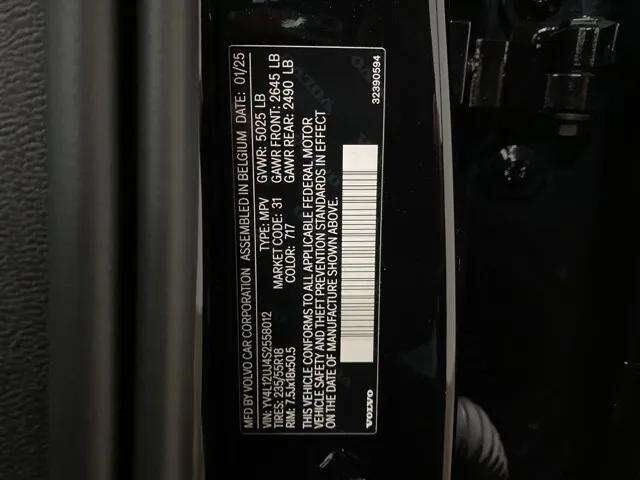 MFD BY VOLVO CAR CORPORATION ASSEMBLED IN BELGIUM DATE: 01/25
VIN: YV4L12UJ4S2558012 TYPE: MPV GVWR: 5025 LB
TIRES: 235/55R18 MARKET CODE: 31 GAWR FRONT: 2645 LB
RIM: 7.5Jx18x50.5 COLOR: 717 GAWR REAR: 2490 LB
THIS VEHICLE CONFORMS TO ALL APPLICABLE FEDERAL MOTOR
VEHICLE SAFETY AND THEFT PREVENTION STANDARDS IN EFFECT
ON THE DATE OF MANUFACTURE SHOWN ABOVE.
VOLVO 32390594